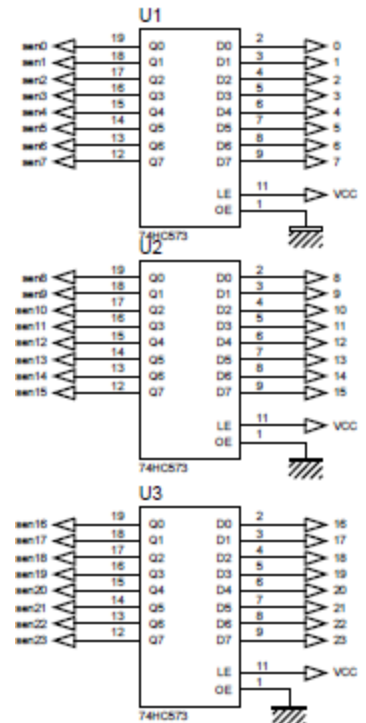 U1
sen0 19 Q0 D0 2 0
sen1 18 Q1 D1 3 1
sen2 17 Q2 D2 4 2
sen3 16 Q3 D3 5 3
sen4 15 Q4 D4 6 4
sen5 14 Q5 D5 7 5
sen6 13 Q6 D6 8 6
sen7 12 Q7 D7 9 7
LE 11 VCC
OE 1
74HC573
U2
sen8 19 Q0 D0 2 8
sen9 18 Q1 D1 3 9
sen10 17 Q2 D2 4 10
sen11 16 Q3 D3 5 11
sen12 15 Q4 D4 6 12
sen13 14 Q5 D5 7 13
sen14 13 Q6 D6 8 14
sen15 12 Q7 D7 9 15
LE 11 VCC
OE 1
74HC573
U3
sen16 19 Q0 D0 2 16
sen17 18 Q1 D1 3 17
sen18 17 Q2 D2 4 18
sen19 16 Q3 D3 5 19
sen20 15 Q4 D4 6 20
sen21 14 Q5 D5 7 21
sen22 13 Q6 D6 8 22
sen23 12 Q7 D7 9 23
LE 11 VCC
OE 1
74HC573